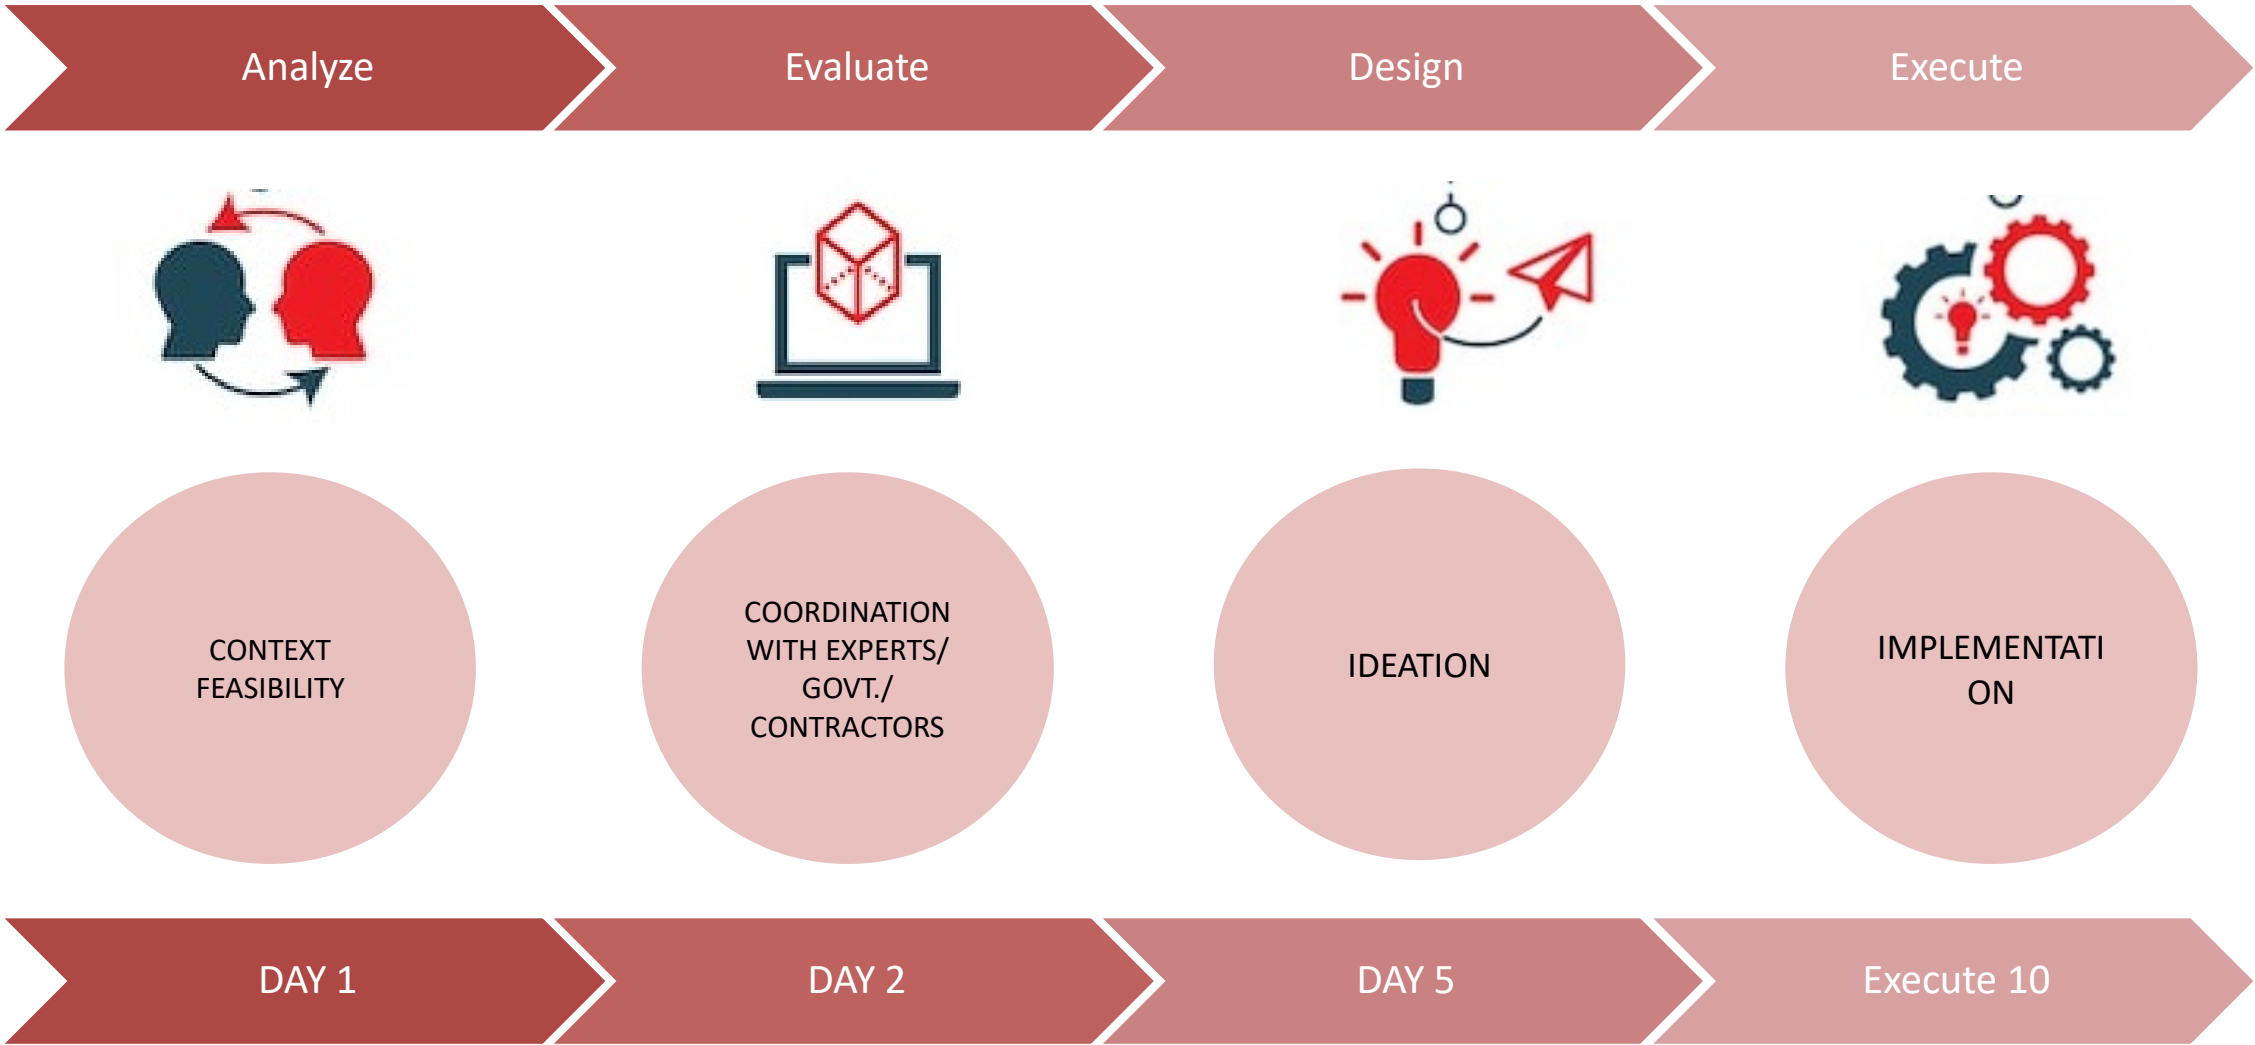 Analyze
Evaluate
Design
Execute
CONTEXT
FEASIBILITY
COORDINATION
WITH EXPERTS/
GOVT./
CONTRACTORS
IDEATION
IMPLEMENTATI
ON
DAY 1
DAY 2
DAY 5
Execute 10